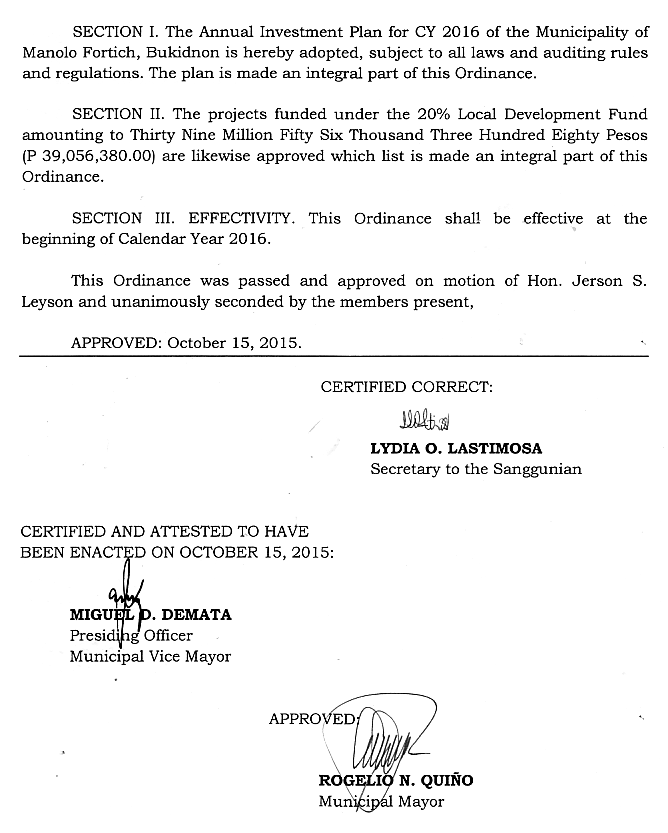 SECTION I. The Annual Investment Plan for CY 2016 of the Municipality of
Manolo Fortich, Bukidnon is hereby adopted, subject to all laws and auditing rules
and regulations. The plan is made an integral part of this Ordinance.
SECTION II. The projects funded under the 20% Local Development Fund
amounting to Thirty Nine Million Fifty Six Thousand Three Hundred Eighty Pesos
(P 39,056,380.00) are likewise approved which list is made an integral part of this
Ordinance.
SECTION III. EFFECTIVITY. This Ordinance shall be effective at the
beginning of Calendar Year 2016.
This Ordinance was passed and approved on motion of Hon. Jerson S.
Leyson and unanimously seconded by the members present,
APPROVED: October 15, 2015.
CERTIFIED CORRECT:
LYDIA O. LASTIMOSA
Secretary to the Sanggunian
CERTIFIED AND ATTESTED TO HAVE
BEEN ENACTED ON OCTOBER 15, 2015:
MIGUEL D. DEMATA
Presiding Officer
Municipal Vice Mayor
APPROVED:
ROGELIO N. QUIÑO
Municipal Mayor